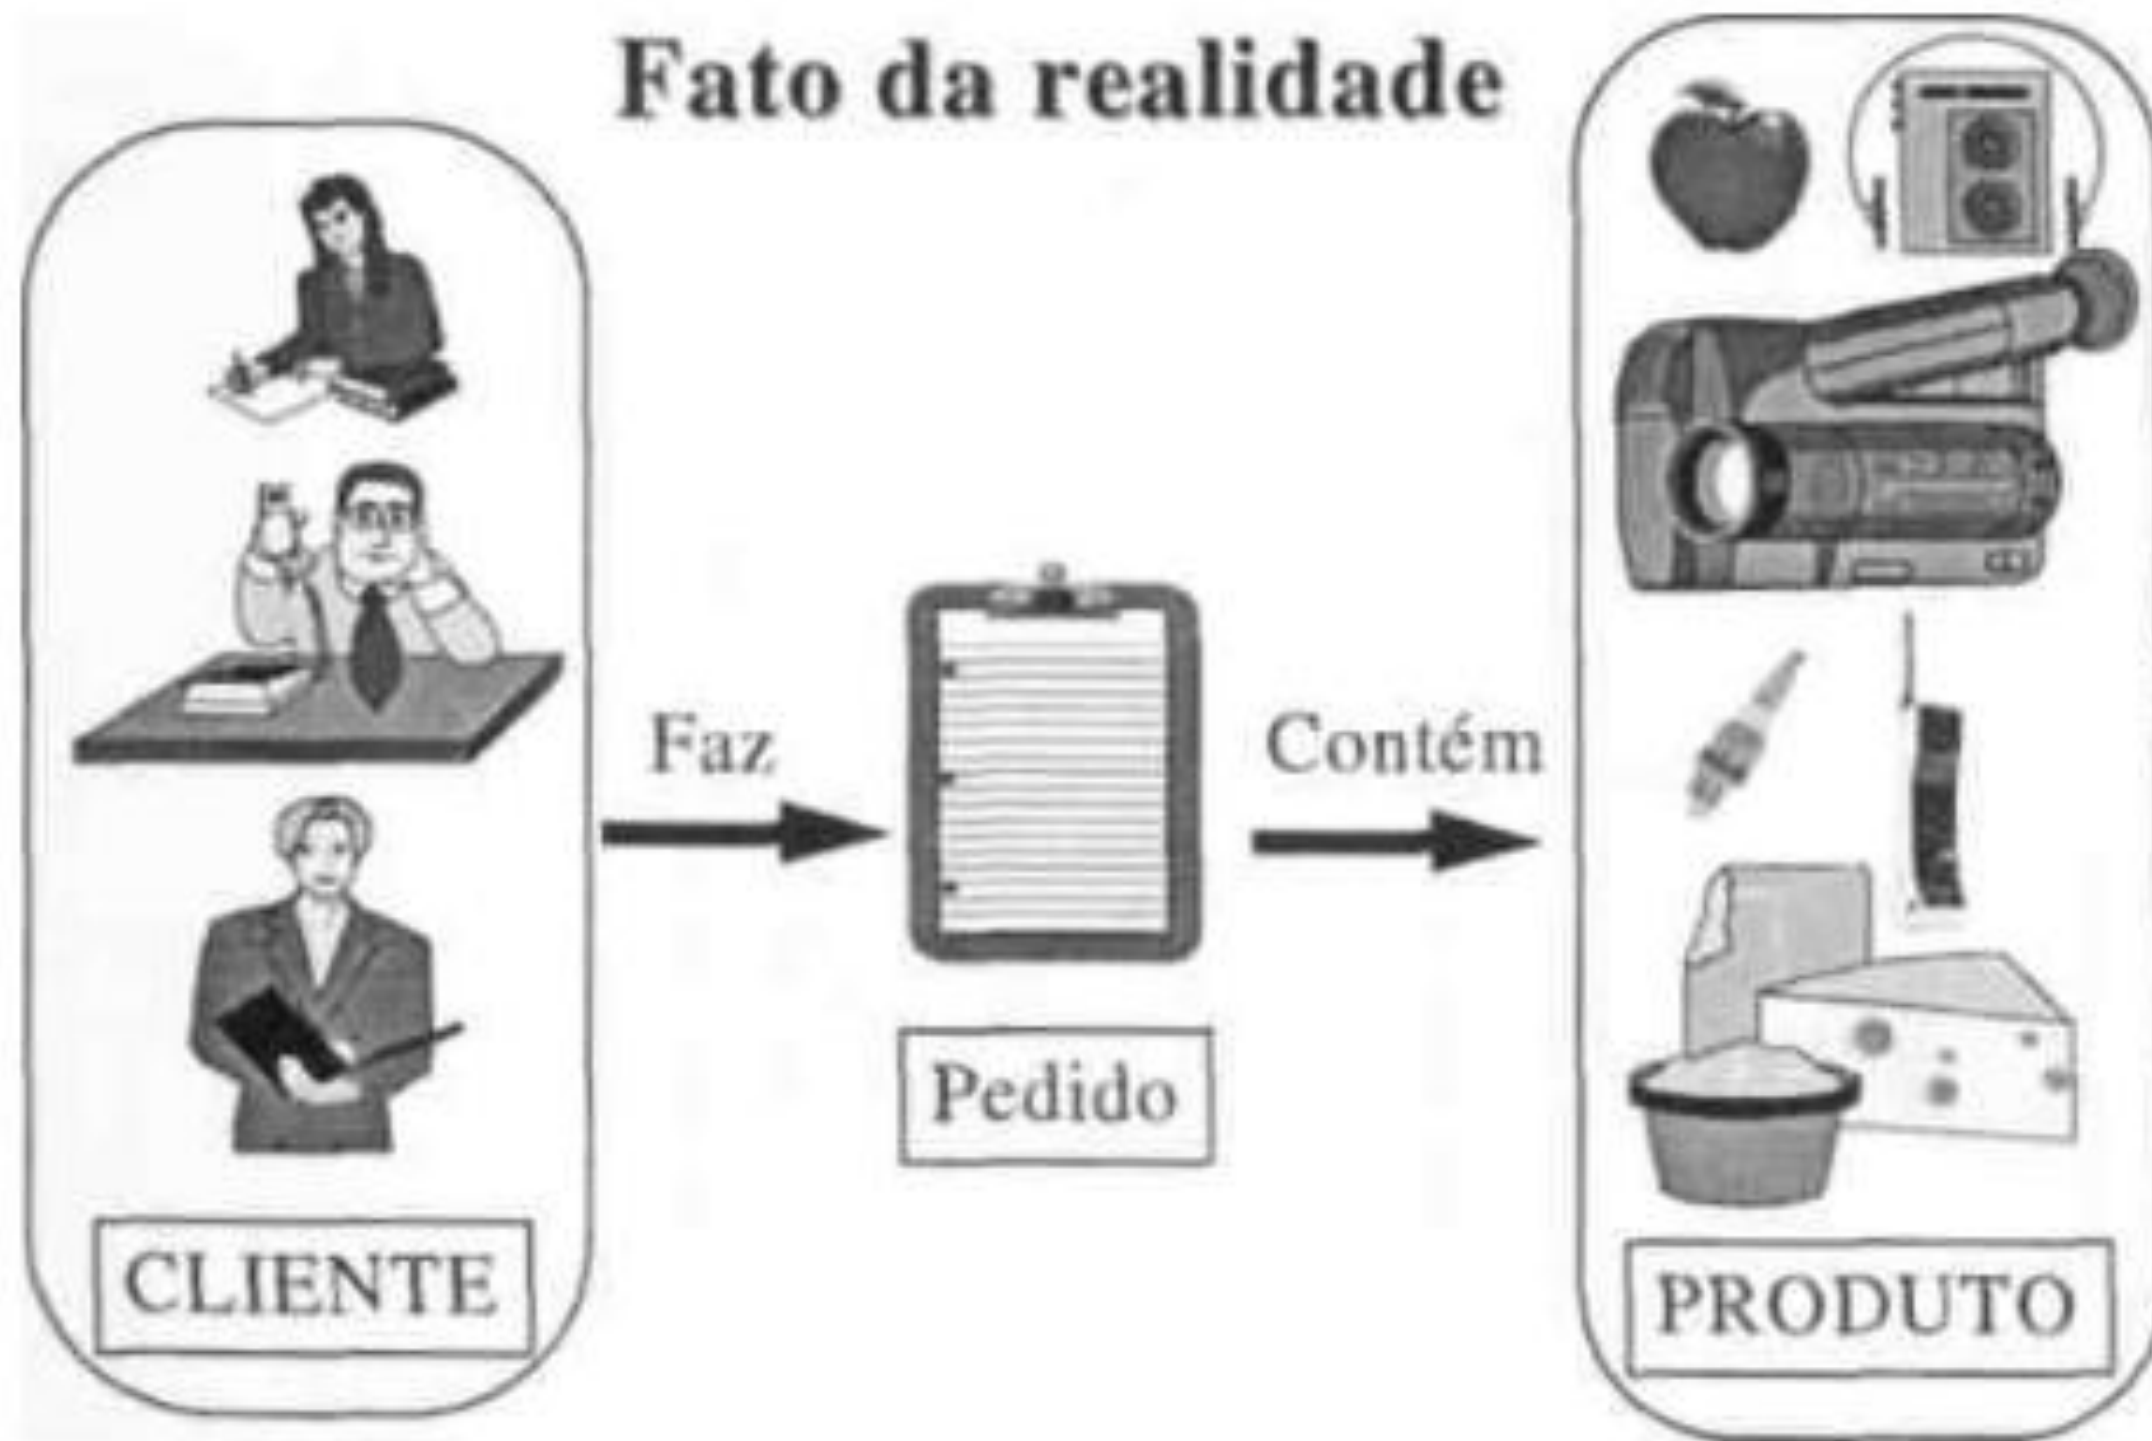 Fato da realidade
Faz
Contém
Pedido
CLIENTE
PRODUTO